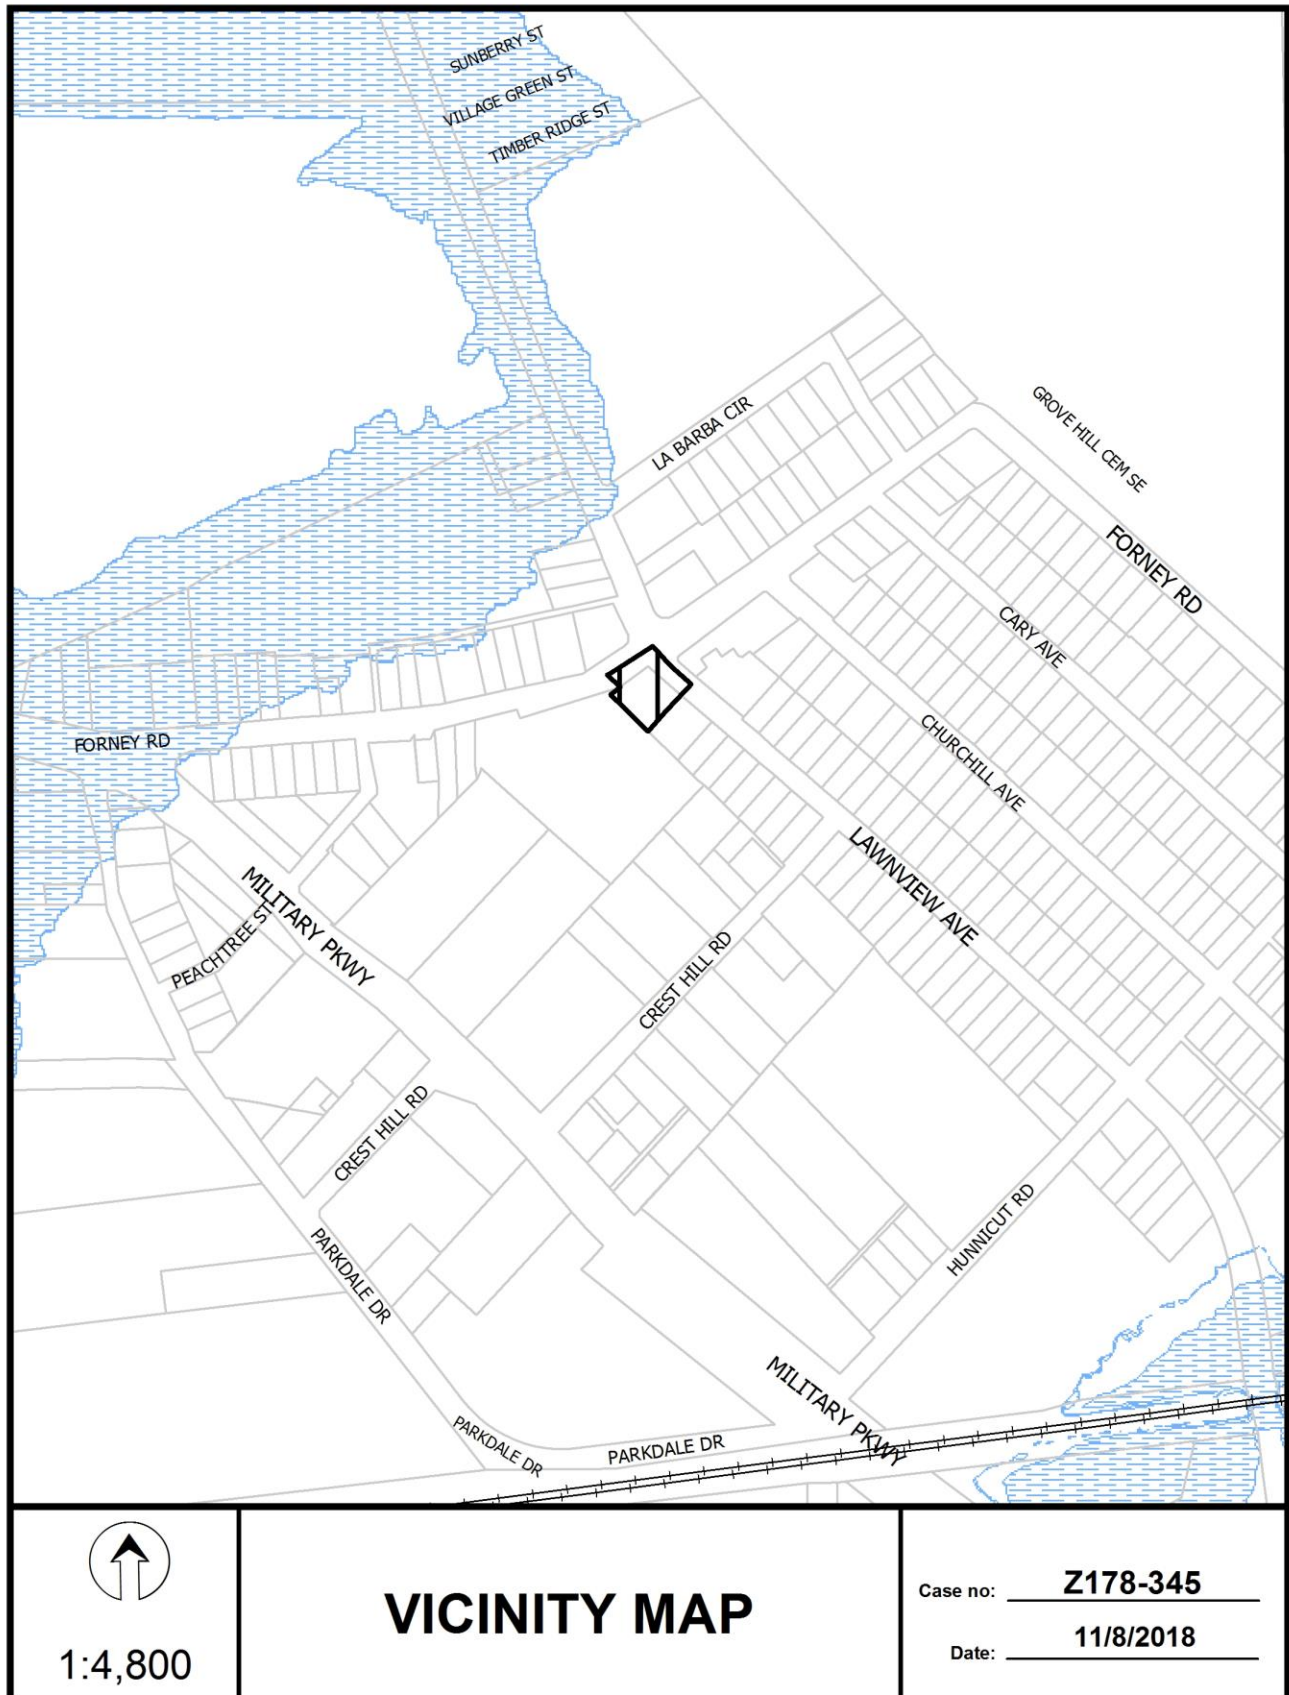 SUNBERRY ST
VILLAGE GREEN ST
TIMBER RIDGE ST
LA BARBA CIR
GROVE HILL CEM SE
FORNEY RD
CARY AVE
FORNEY RD
CHURCHILL AVE
LAWNVIEW AVE
MILITARY PKWY
PEACHTREE ST
CREST HILL RD
CREST HILL RD
HUNNICUT RD
PARKDALE DR
MILITARY PKWY
PARKDALE DR
PARKDALE DR
1:4,800
VICINITY MAP
Case no: Z178-345
Date: 11/8/2018